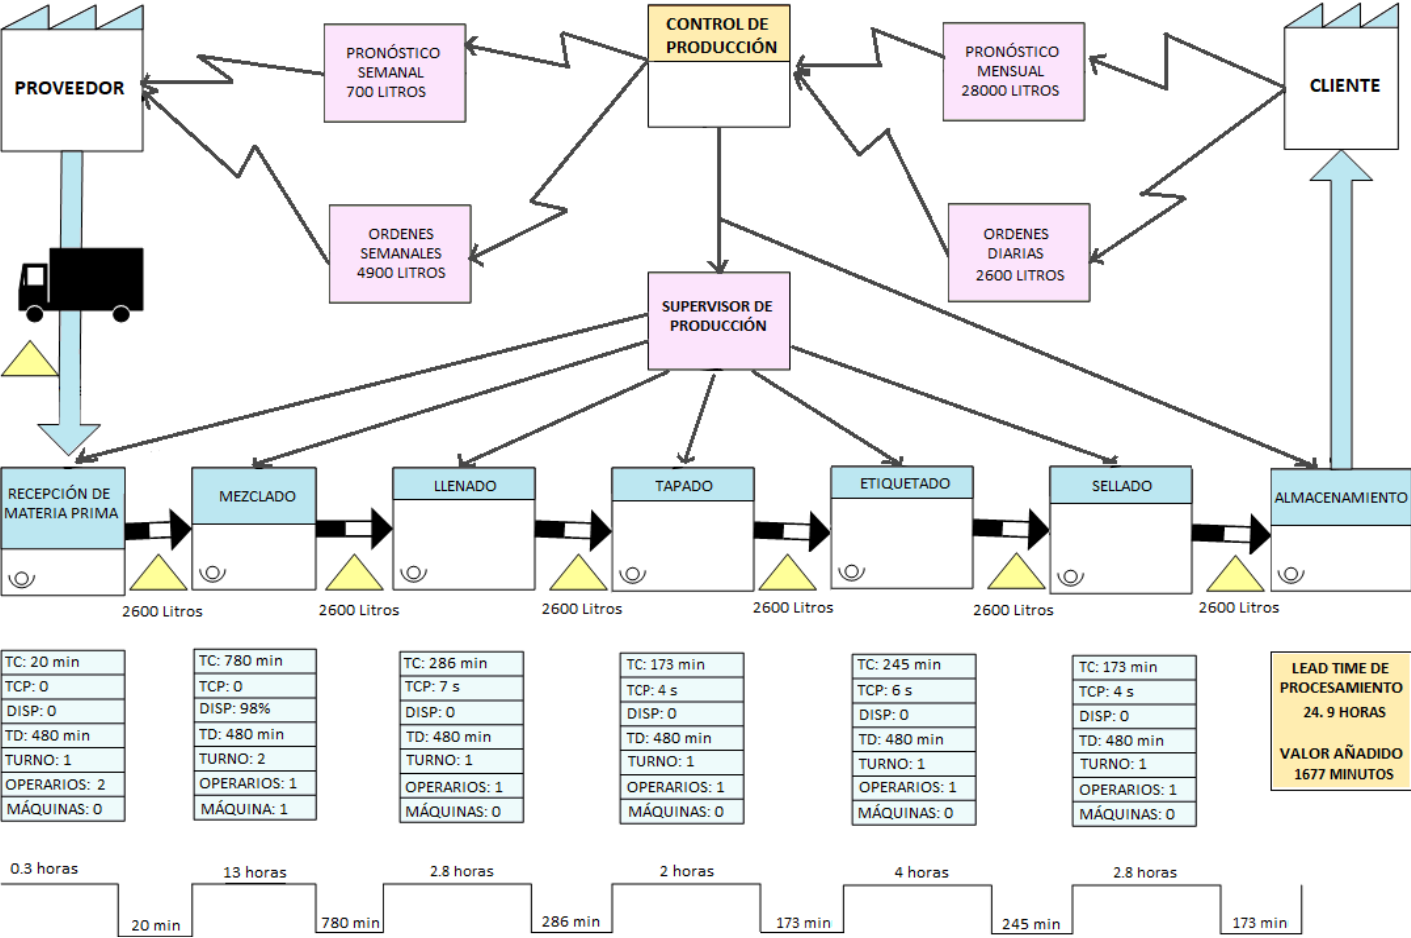 PROVEEDOR
PRONÓSTICO
SEMANAL
700 LITROS
CONTROL DE
PRODUCCIÓN
PRONÓSTICO
MENSUAL
28000 LITROS
CLIENTE
ORDENES
SEMANALES
4900 LITROS
ORDENES
DIARIAS
2600 LITROS
SUPERVISOR DE
PRODUCCIÓN
RECEPCIÓN DE
MATERIA PRIMA
MEZCLADO
LLENADO
TAPADO
ETIQUETADO
SELLADO
ALMACENAMIENTO
2600 Litros
2600 Litros
2600 Litros
2600 Litros
2600 Litros
2600 Litros
TC: 20 min
TCP: 0
DISP: 0
TD: 480 min
TURNO: 1
OPERARIOS: 2
MÁQUINAS: 0
TC: 780 min
TCP: 0
DISP: 98%
TD: 480 min
TURNO: 2
OPERARIOS: 1
MÁQUINA: 1
TC: 286 min
TCP: 7 s
DISP: 0
TD: 480 min
TURNO: 1
OPERARIOS: 1
MÁQUINAS: 0
TC: 173 min
TCP: 4 s
DISP: 0
TD: 480 min
TURNO: 1
OPERARIOS: 1
MÁQUINAS: 0
TC: 245 min
TCP: 6 s
DISP: 0
TD: 480 min
TURNO: 1
OPERARIOS: 1
MÁQUINAS: 0
TC: 173 min
TCP: 4 s
DISP: 0
TD: 480 min
TURNO: 1
OPERARIOS: 1
MÁQUINAS: 0
LEAD TIME DE
PROCESAMIENTO
24. 9 HORAS
VALOR AÑADIDO
1677 MINUTOS
0.3 horas
13 horas
2.8 horas
2 horas
4 horas
2.8 horas
20 min
780 min
286 min
173 min
245 min
173 min